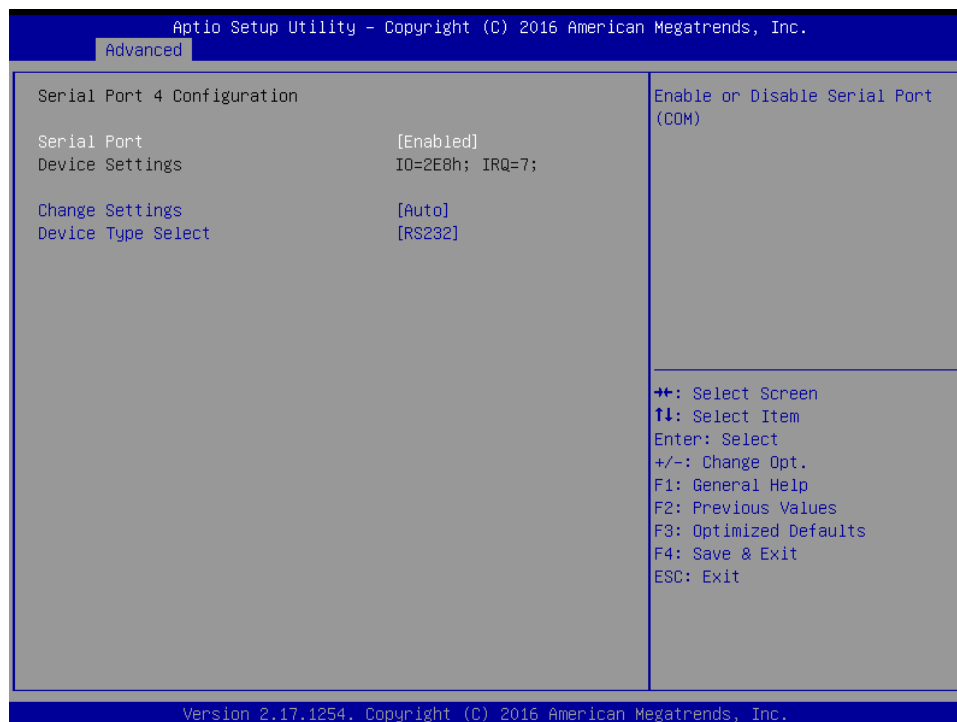 Aptio Setup Utility – Copyright (C) 2016 American Megatrends, Inc.
Advanced
Serial Port 4 Configuration
Serial Port [Enabled]
Device Settings IO=2E8h; IRQ=7;
Change Settings [Auto]
Device Type Select [RS232]
Enable or Disable Serial Port
(COM)
→←: Select Screen
↑↓: Select Item
Enter: Select
+/-: Change Opt.
F1: General Help
F2: Previous Values
F3: Optimized Defaults
F4: Save & Exit
ESC: Exit
Version 2.17.1254. Copyright (C) 2016 American Megatrends, Inc.